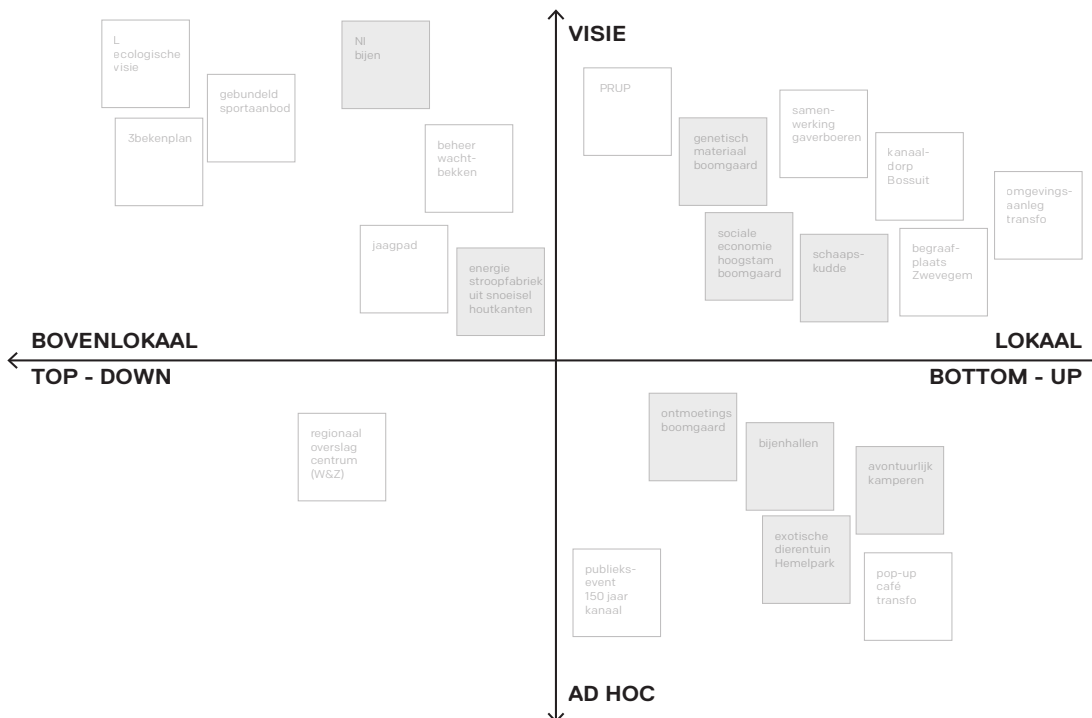 VISIE
L
ecologische
visie
NI
bijen
gebundeld
sportaanbod
3bekenplan
beheer
wacht-
bekken
jaagpad
energie
stroopfabriek
uit snoeisel
houtkanten
PRUP
genetisch
materiaal
boomgaard
samen-
werking
gaverboeren
kanaal-
dorp
Bossuit
omgevings-
aanleg
transfo
sociale
economie
hoogstam
boomgaard
schaaps-
kudde
begraaf-
plaats
Zwevegem
BOVENLOKAAL
LOKAAL
TOP - DOWN
BOTTOM - UP
regionaal
overslag
centrum
(W&Z)
ontmoetings
boomgaard
bijenhallen
avontuurlijk
kamperen
exotische
dierentuin
Hemelpark
publieks-
event
150 jaar
kanaal
pop-up
café
transfo
AD HOC